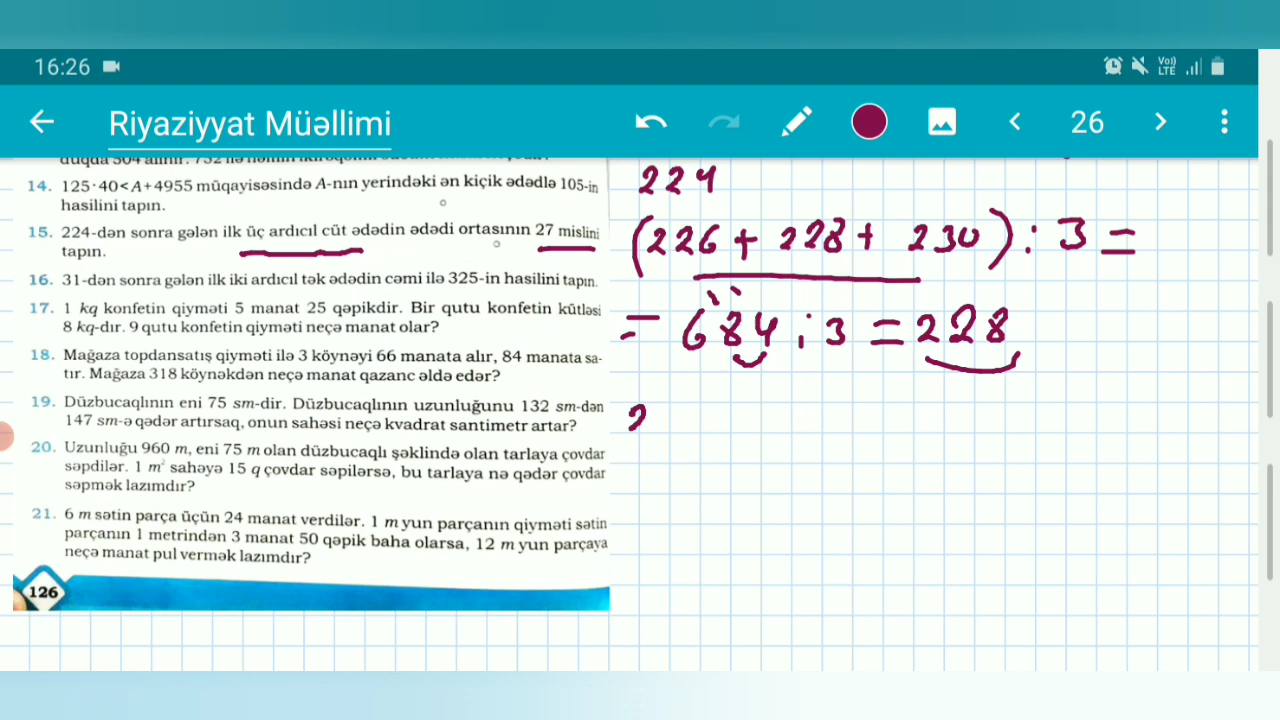 16:26
Vo)) LTE
Riyaziyyat Müəllimi
26
14. 125·40<A+4955 müqayisəsində A-nın yerindəki ən kiçik ədədlə 105-in
hasilini tapın.
15. 224-dən sonra gələn ilk üç ardıcıl cüt ədədin ədədi ortasının 27 mislini
tapın.
16. 31-dən sonra gələn ilk iki ardıcıl tək ədədin cəmi ilə 325-in hasilini tapın.
17. 1 kq konfetin qiyməti 5 manat 25 qəpikdir. Bir qutu konfetin kütləsi
8 kq-dır. 9 qutu konfetin qiyməti neçə manat olar?
18. Mağaza topdansatış qiyməti ilə 3 köynəyi 66 manata alır, 84 manata sa-
tır. Mağaza 318 köynəkdən neçə manat qazanc əldə edər?
19. Düzbucaqlının eni 75 sm-dir. Düzbucaqlının uzunluğunu 132 sm-dən
147 sm-ə qədər artırsaq, onun sahəsi neçə kvadrat santimetr artar?
20. Uzunluğu 960 m, eni 75 m olan düzbucaqlı şəklində olan tarlaya çovdar
səpdilər. 1 m² sahəyə 15 q çovdar səpilərsə, bu tarlaya nə qədər çovdar
səpmək lazımdır?
21. 6 m satin parça üçün 24 manat verdilər. 1 m yun parçanın qiyməti satin
parçanın 1 metrindən 3 manat 50 qəpik baha olarsa, 12 m yun parçaya
neçə manat pul vermək lazımdır?
126
224
(226 + 228 + 230) : 3 =
= 684 : 3 = 228
2